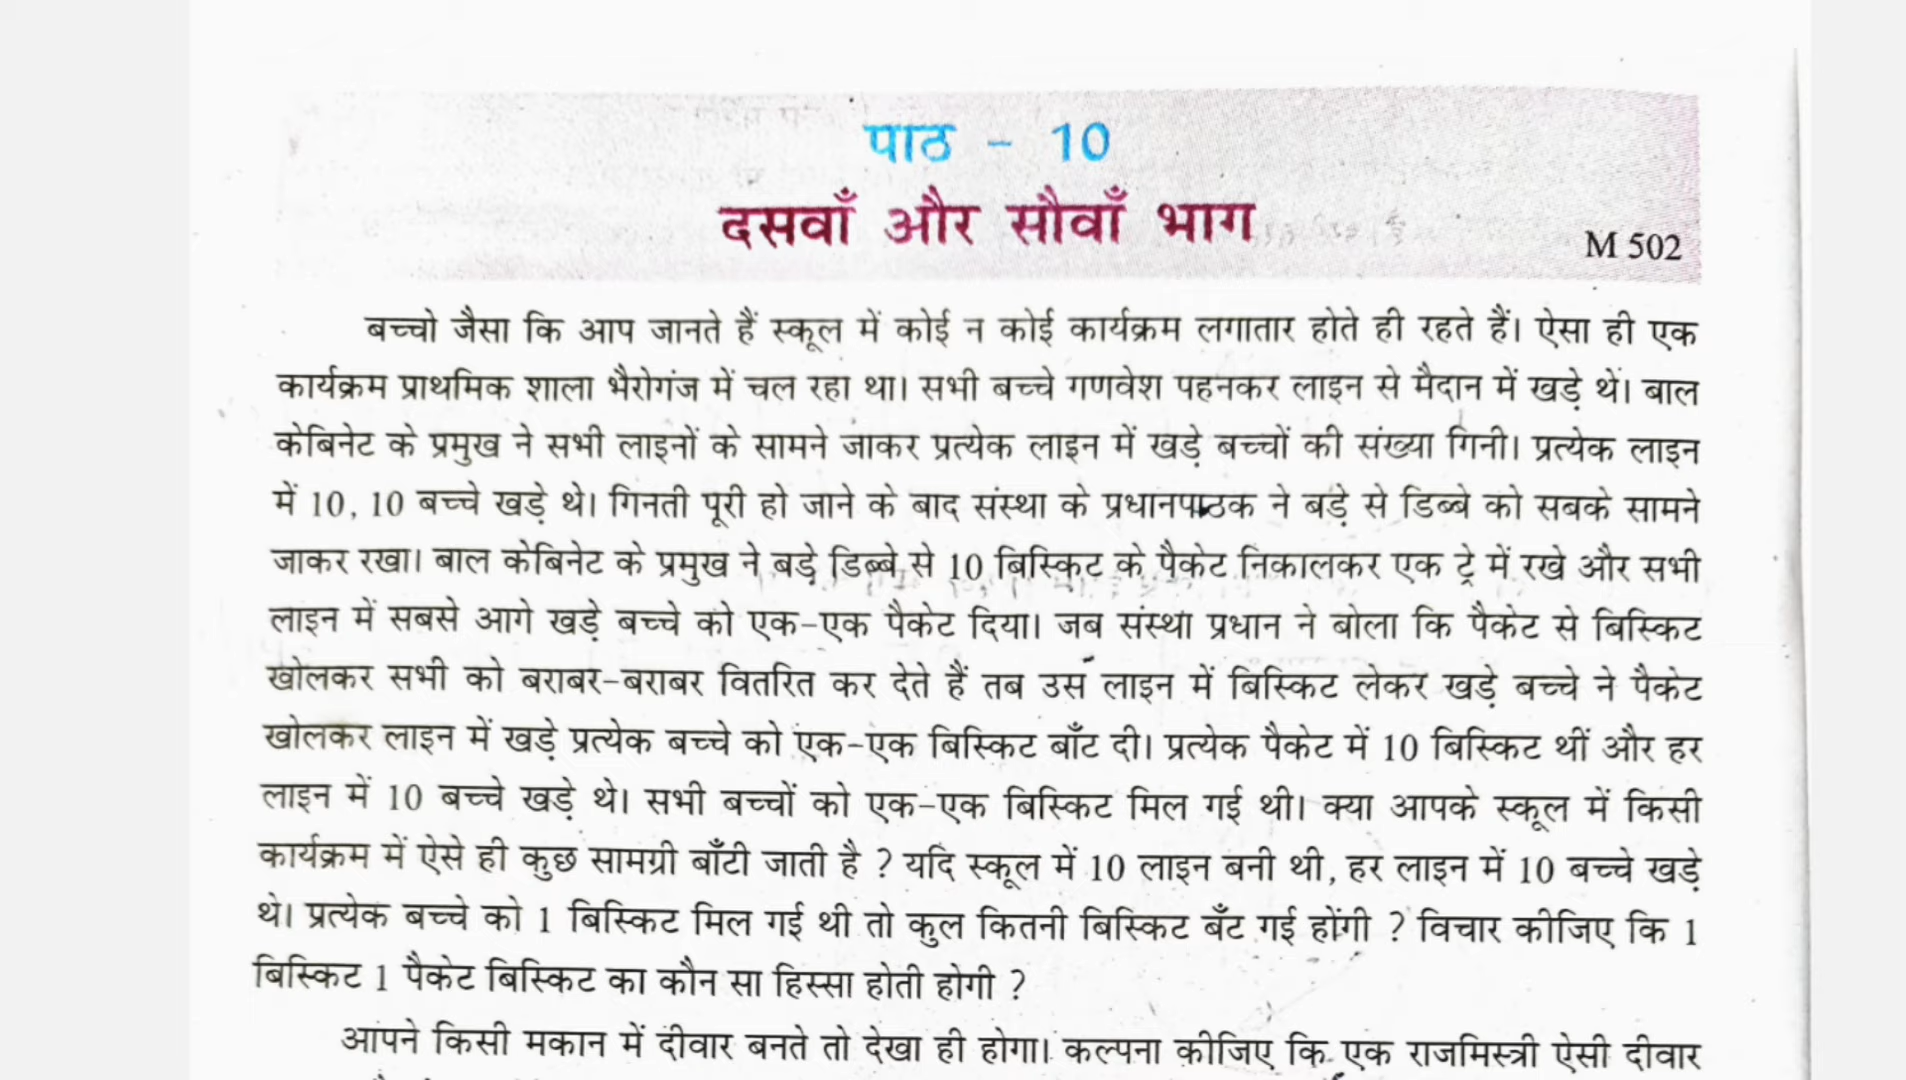 पाठ - 10
दसवाँ और सौवाँ भाग
M 502
बच्चो जैसा कि आप जानते हैं स्कूल में कोई न कोई कार्यक्रम लगातार होते ही रहते हैं। ऐसा ही एक
कार्यक्रम प्राथमिक शाला भैरोगंज में चल रहा था। सभी बच्चे गणवेश पहनकर लाइन से मैदान में खड़े थे। बाल
केबिनेट के प्रमुख ने सभी लाइनों के सामने जाकर प्रत्येक लाइन में खड़े बच्चों की संख्या गिनी। प्रत्येक लाइन
में 10, 10 बच्चे खड़े थे। गिनती पूरी हो जाने के बाद संस्था के प्रधानपाठक ने बड़े से डिब्बे को सबके सामने
जाकर रखा। बाल केबिनेट के प्रमुख ने बड़े डिब्बे से 10 बिस्किट के पैकेट निकालकर एक ट्रे में रखे और सभी
लाइन में सबसे आगे खड़े बच्चे को एक-एक पैकेट दिया। जब संस्था प्रधान ने बोला कि पैकेट से बिस्किट
खोलकर सभी को बराबर-बराबर वितरित कर देते हैं तब उस लाइन में बिस्किट लेकर खड़े बच्चे ने पैकेट
खोलकर लाइन में खड़े प्रत्येक बच्चे को एक-एक बिस्किट बाँट दी। प्रत्येक पैकेट में 10 बिस्किट थीं और हर
लाइन में 10 बच्चे खड़े थे। सभी बच्चों को एक-एक बिस्किट मिल गई थी। क्या आपके स्कूल में किसी
कार्यक्रम में ऐसे ही कुछ सामग्री बाँटी जाती है ? यदि स्कूल में 10 लाइन बनी थी, हर लाइन में 10 बच्चे खड़े
थे। प्रत्येक बच्चे को 1 बिस्किट मिल गई थी तो कुल कितनी बिस्किट बँट गई होंगी ? विचार कीजिए कि 1
बिस्किट 1 पैकेट बिस्किट का कौन सा हिस्सा होती होगी ?
आपने किसी मकान में दीवार बनते तो देखा ही होगा। कल्पना कीजिए कि एक राजमिस्त्री ऐसी दीवार